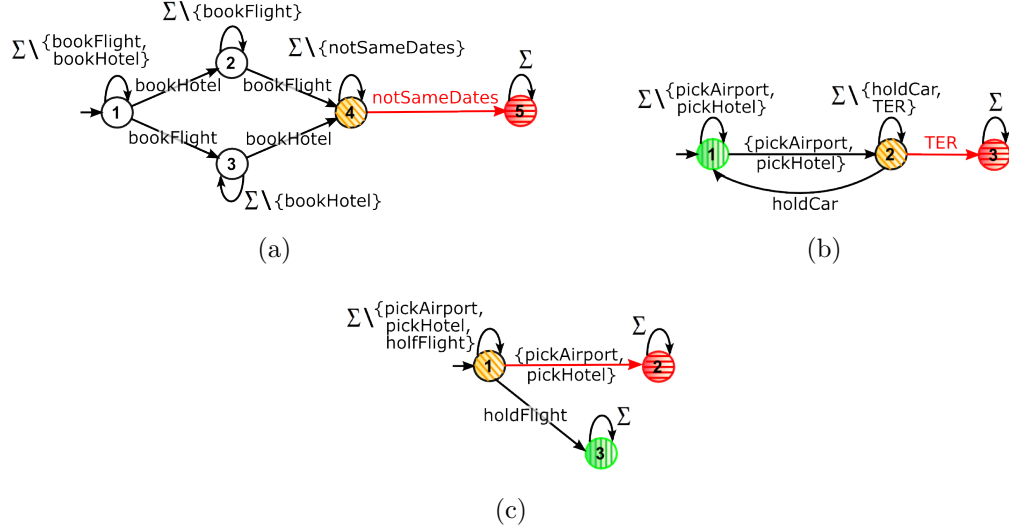 Σ\{bookFlight}
Σ\{bookFlight,
bookHotel}
Σ\{notSameDates}
Σ
2
bookHotel
bookFlight
notSameDates
1
4
5
bookFlight
bookHotel
3
Σ\{bookHotel}
(a)
Σ\{pickAirport,
pickHotel}
Σ\{holdCar,
TER}
Σ
1
{pickAirport,
pickHotel}
2
TER
3
holdCar
(b)
Σ\{pickAirport,
pickHotel,
holfFlight}
Σ
1
{pickAirport,
pickHotel}
2
holdFlight
Σ
3
(c)